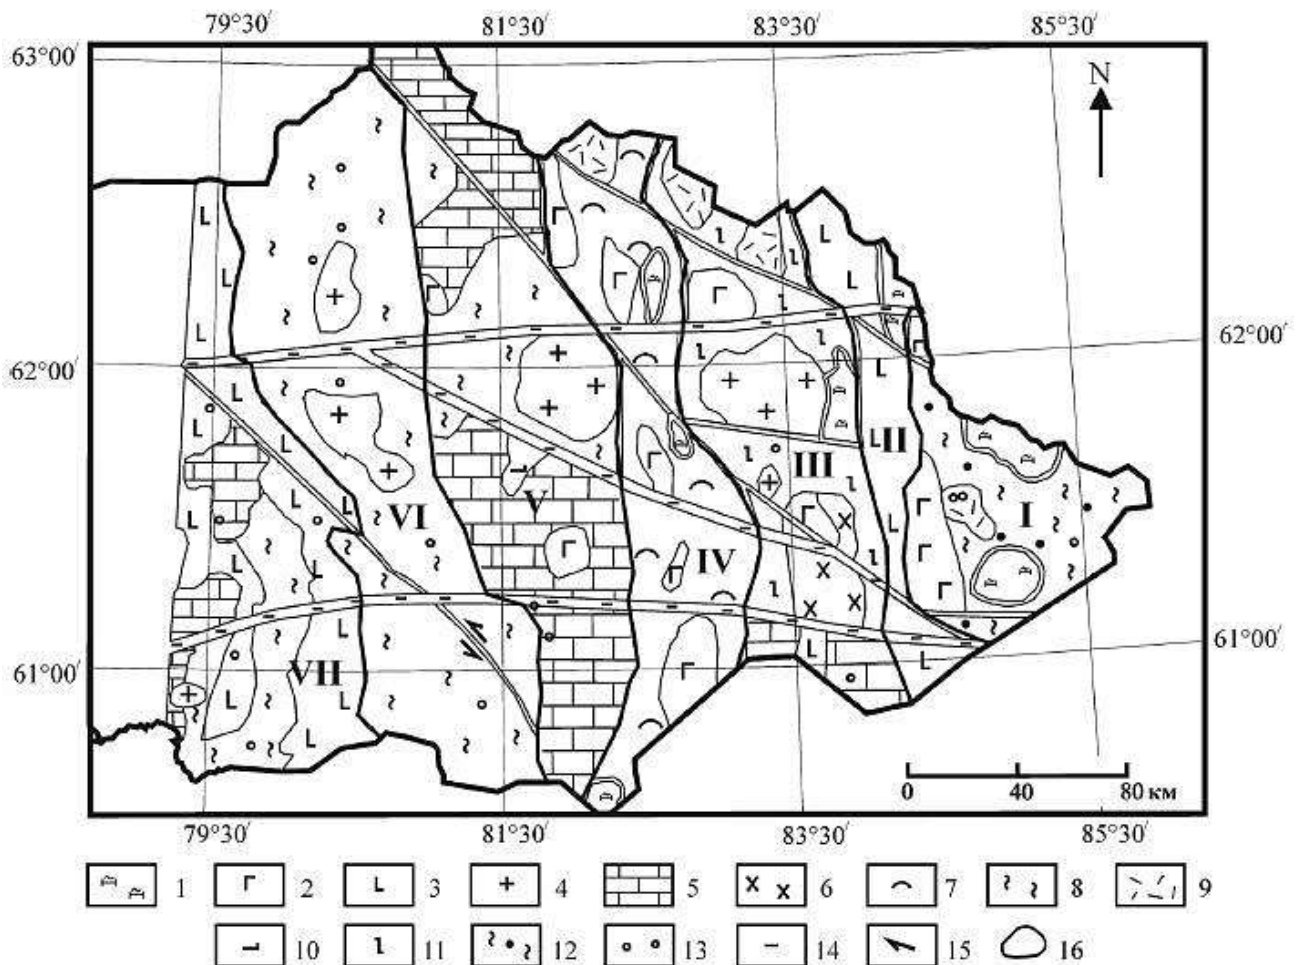 79°30′ 81°30′ 83°30′ 85°30′
63°00′
N
62°00′ 62°00′
II
III
V I
VI
IV
61°00′ 61°00′
VII
0 40 80 км
79°30′ 81°30′ 83°30′ 85°30′
1 2 3 4 5 6 7 8 9
10 11 12 13 14 15 16